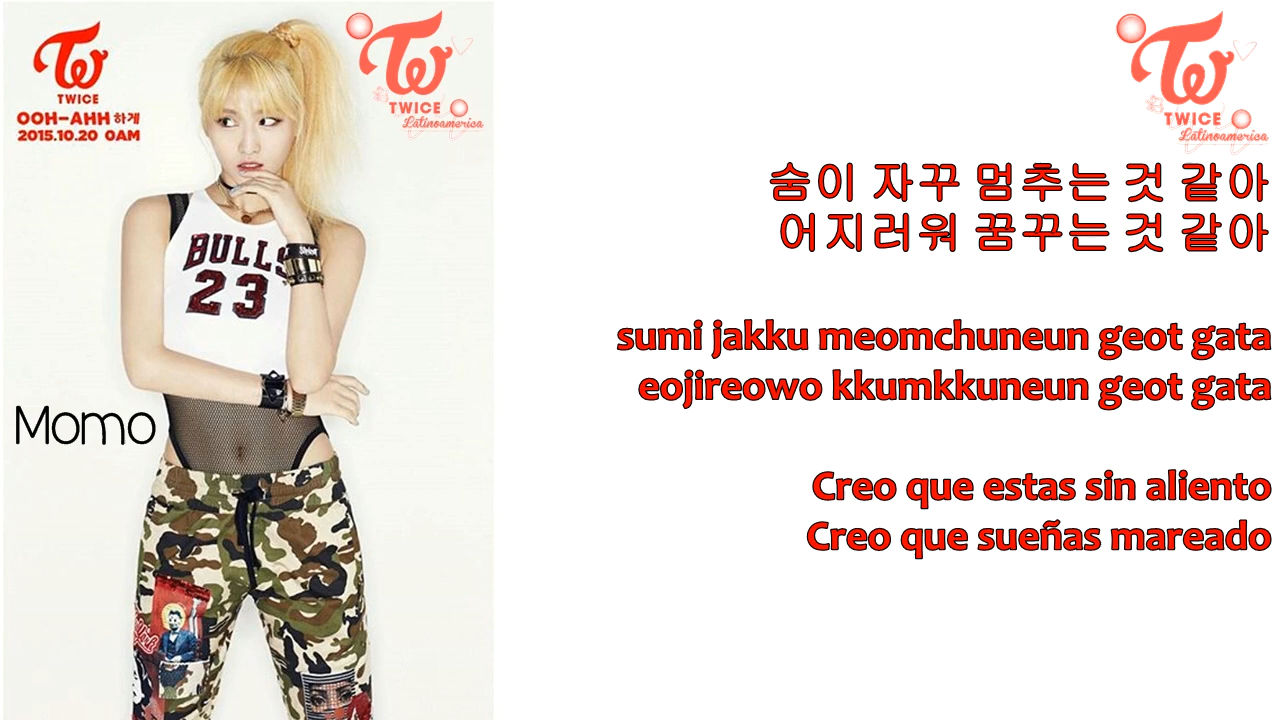 TWICE
OOH-AHH 하게
2015.10.20 0AM
TWICE
Latinoamerica
BULLS
23
Momo
TWICE
Latinoamerica
숨이 자꾸 멈추는 것 같아
어지러워 꿈꾸는 것 같아
sumi jakku meomchuneun geot gata
eojireowo kkumkkuneun geot gata
Creo que estas sin aliento
Creo que sueñas mareado